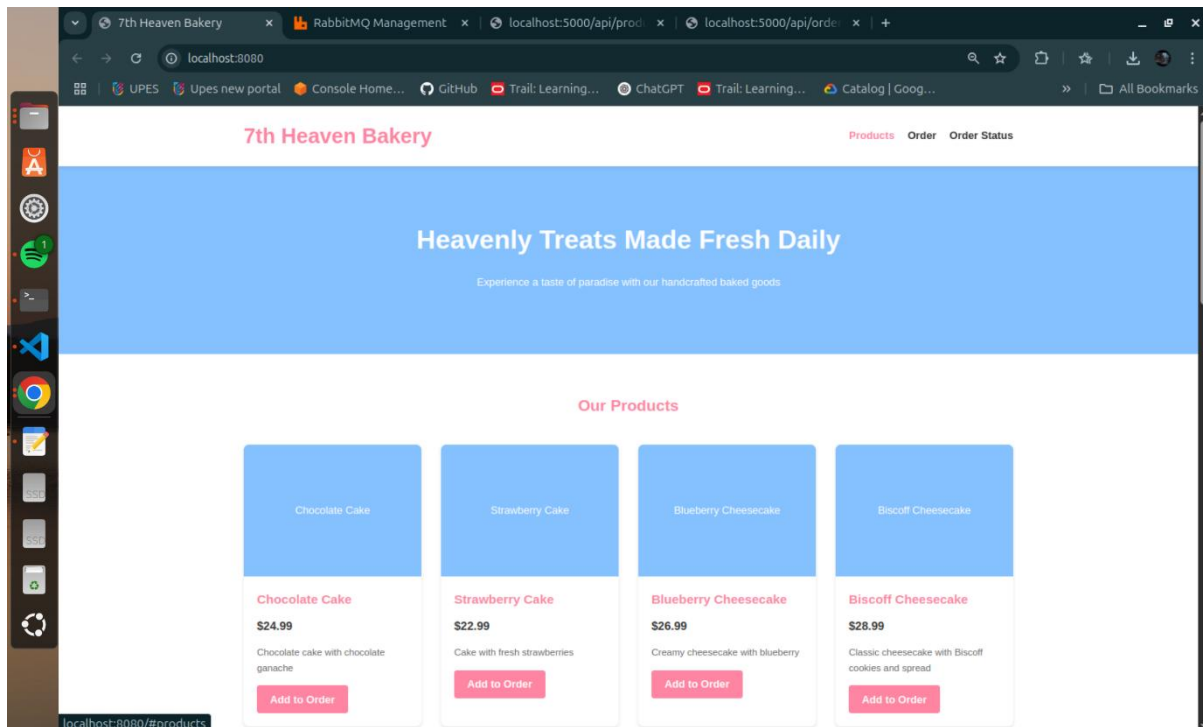 7th Heaven Bakery
RabbitMQ Management
localhost:5000/api/prod
localhost:5000/api/order
localhost:8080
UPES
Upes new portal
Console Home...
GitHub
Trail: Learning...
ChatGPT
Trail: Learning...
Catalog | Goog...
» All Bookmarks
7th Heaven Bakery
Products Order Order Status
Heavenly Treats Made Fresh Daily
Experience a taste of paradise with our handcrafted baked goods
Our Products
Chocolate Cake
Strawberry Cake
Blueberry Cheesecake
Biscoff Cheesecake
Chocolate Cake
$24.99
Chocolate cake with chocolate
ganache
Add to Order
Strawberry Cake
$22.99
Cake with fresh strawberries
Add to Order
Blueberry Cheesecake
$26.99
Creamy cheesecake with blueberry
Add to Order
Biscoff Cheesecake
$28.99
Classic cheesecake with Biscoff
cookies and spread
Add to Order
1
SSD
SSD
localhost:8080/#products